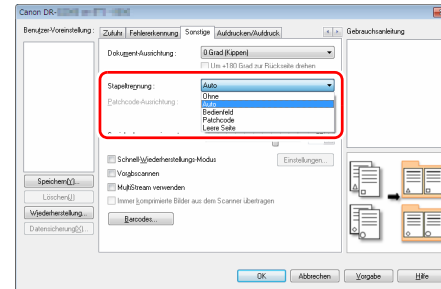 Canon DR-
Benutzer-Voreinstellung :
Zufuhr Fehlererkennung Sonstige Aufdrucken/Aufdruck
Gebrauchsanleitung
Dokument-Ausrichtung : 0 Grad (Kippen)
Um +180 Grad zur Rückseite drehen
Stapeltrennung : Auto
Ohne
Patchcode-Ausrichtung : Auto
Bedienfeld
Patchcode
Leere Seite
Schnell-Wiederherstellungs-Modus Einstellungen...
Vorabscannen
MultiStream verwenden
Immer komprimierte Bilder aus dem Scanner übertragen
Barcodes...
Speichern(Y)...
Löschen(J)
Wiederherstellung...
Datensicherung(X)...
OK Abbrechen Vorgabe Hilfe